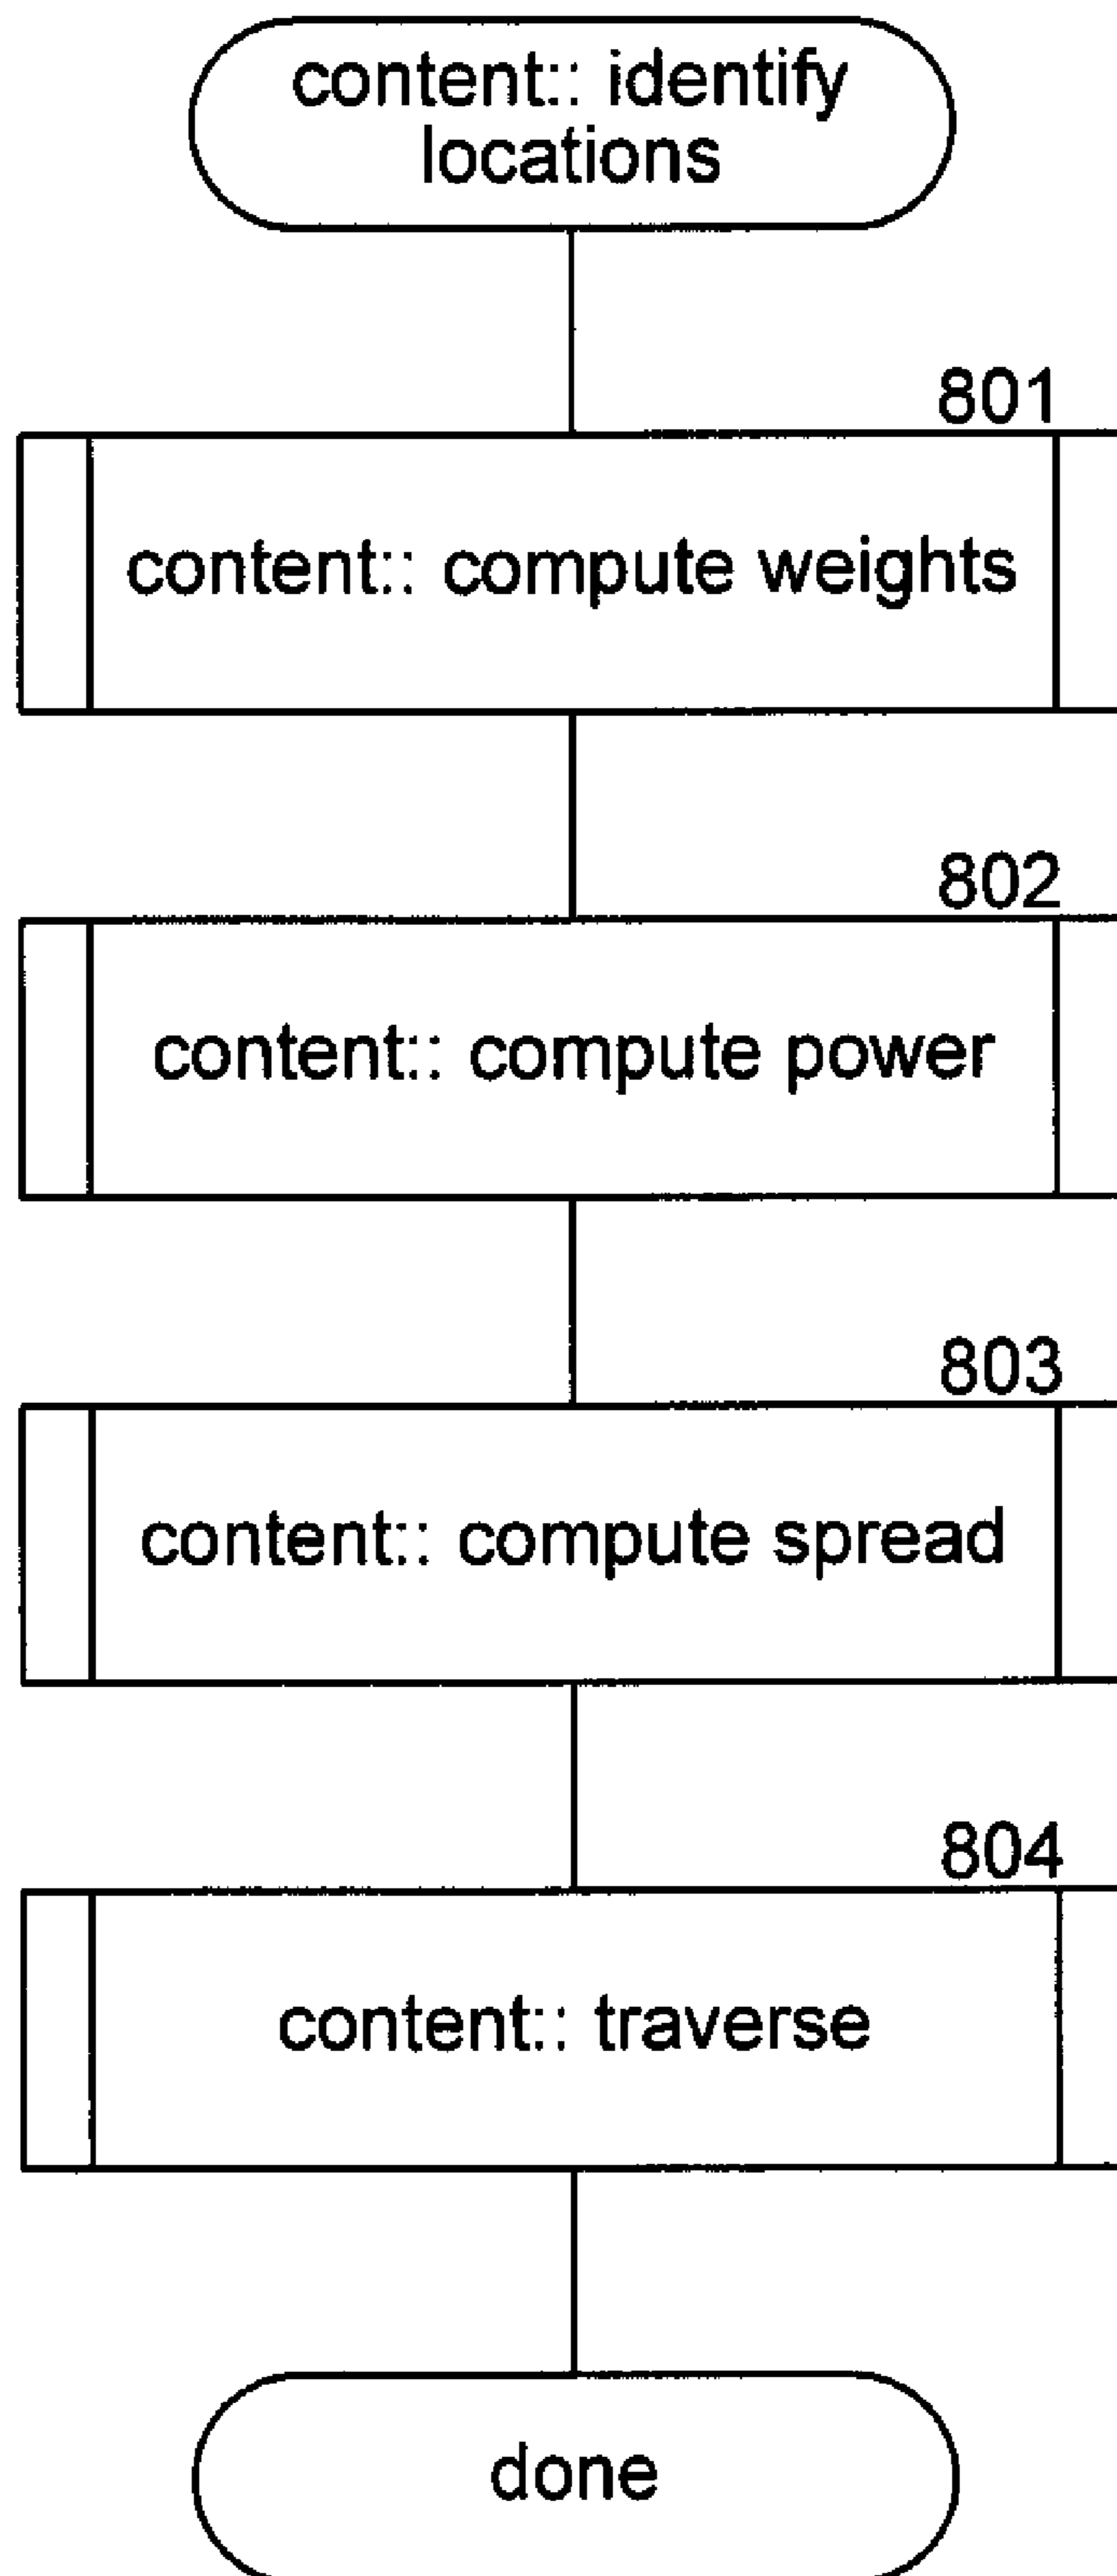 content:: identify
locations
801
content:: compute weights
802
content:: compute power
803
content:: compute spread
804
content:: traverse
done